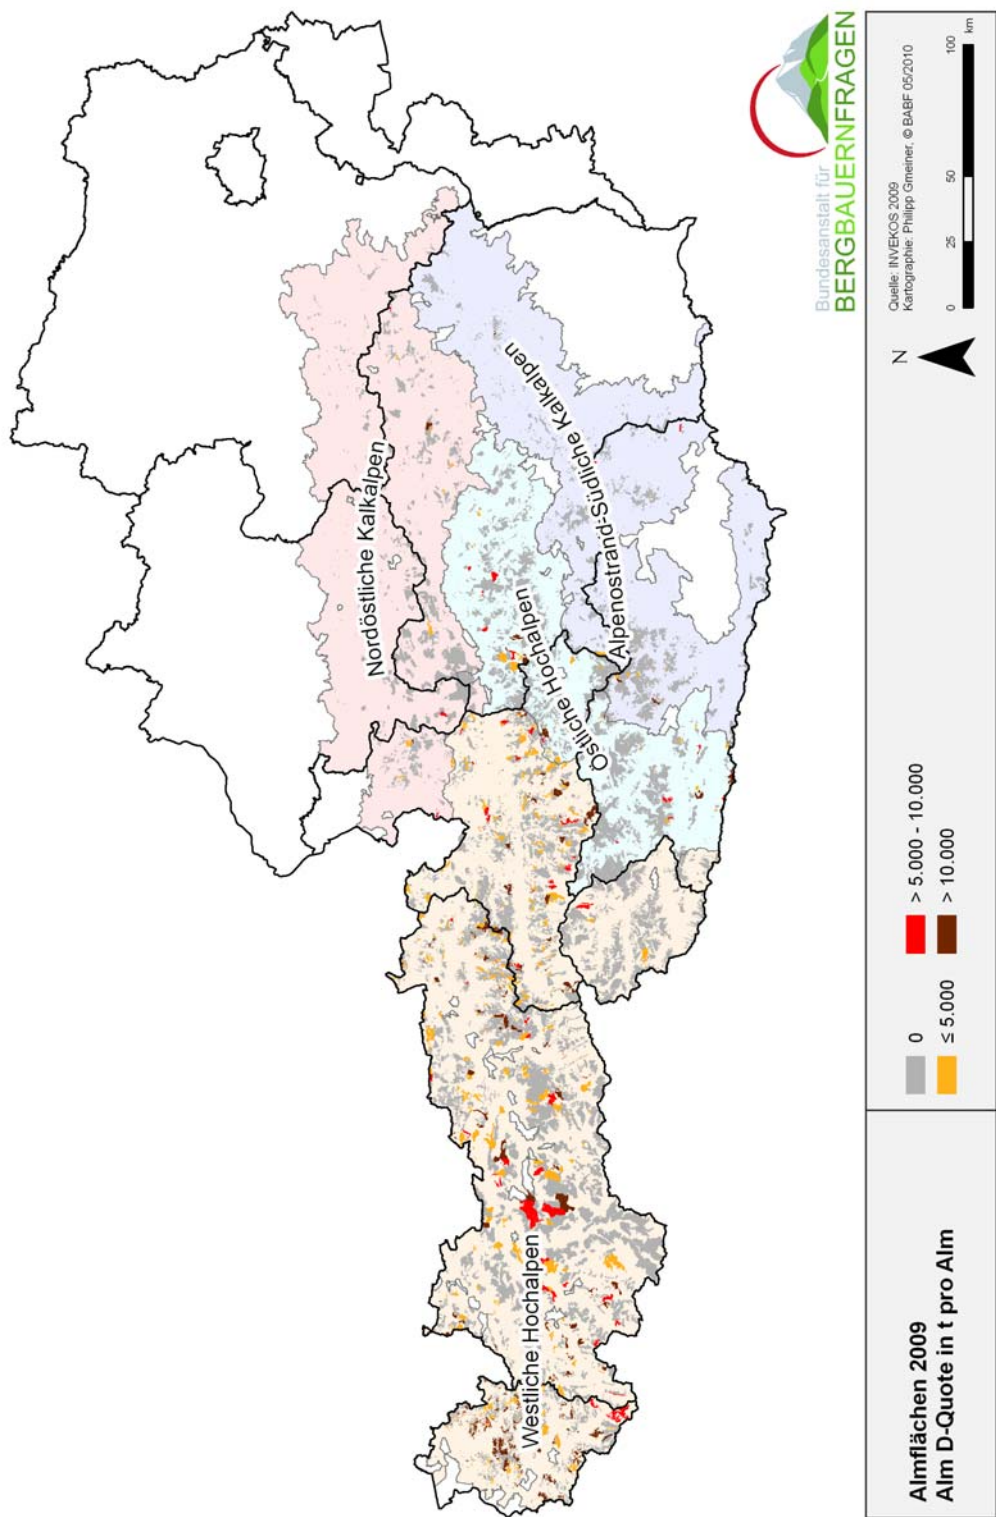 Westliche Hochalpen
Nordöstliche Kalkalpen
Östliche Hochalpen
Alpenostrand-Südliche Kalkalpen
Bundesanstalt für
BERGBAUERNFRAGEN
Almflächen 2009
Alm D-Quote in t pro Alm
0
≤ 5.000
> 5.000 - 10.000
> 10.000
N
Quelle: INVEKOS 2009
Kartographie: Philipp Gmeiner, © BABF 05/2010
0 25 50 100
km